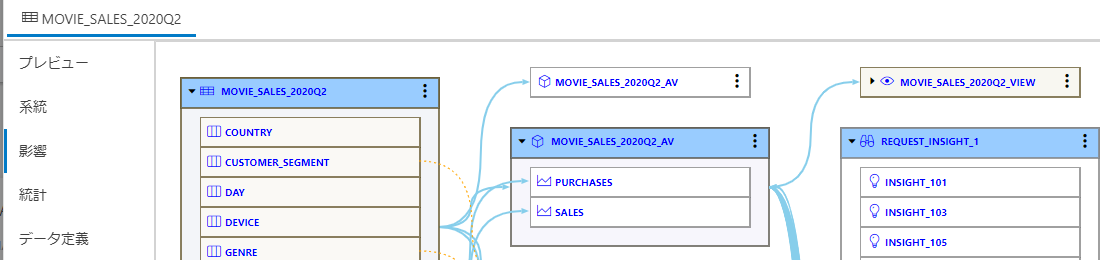 MOVIE_SALES_2020Q2
プレビュー
系統
影響
統計
データ定義
MOVIE_SALES_2020Q2
COUNTRY
CUSTOMER_SEGMENT
DAY
DEVICE
GENRE
MOVIE_SALES_2020Q2_AV
MOVIE_SALES_2020Q2_AV
PURCHASES
SALES
MOVIE_SALES_2020Q2_VIEW
REQUEST_INSIGHT_1
INSIGHT_101
INSIGHT_103
INSIGHT_105